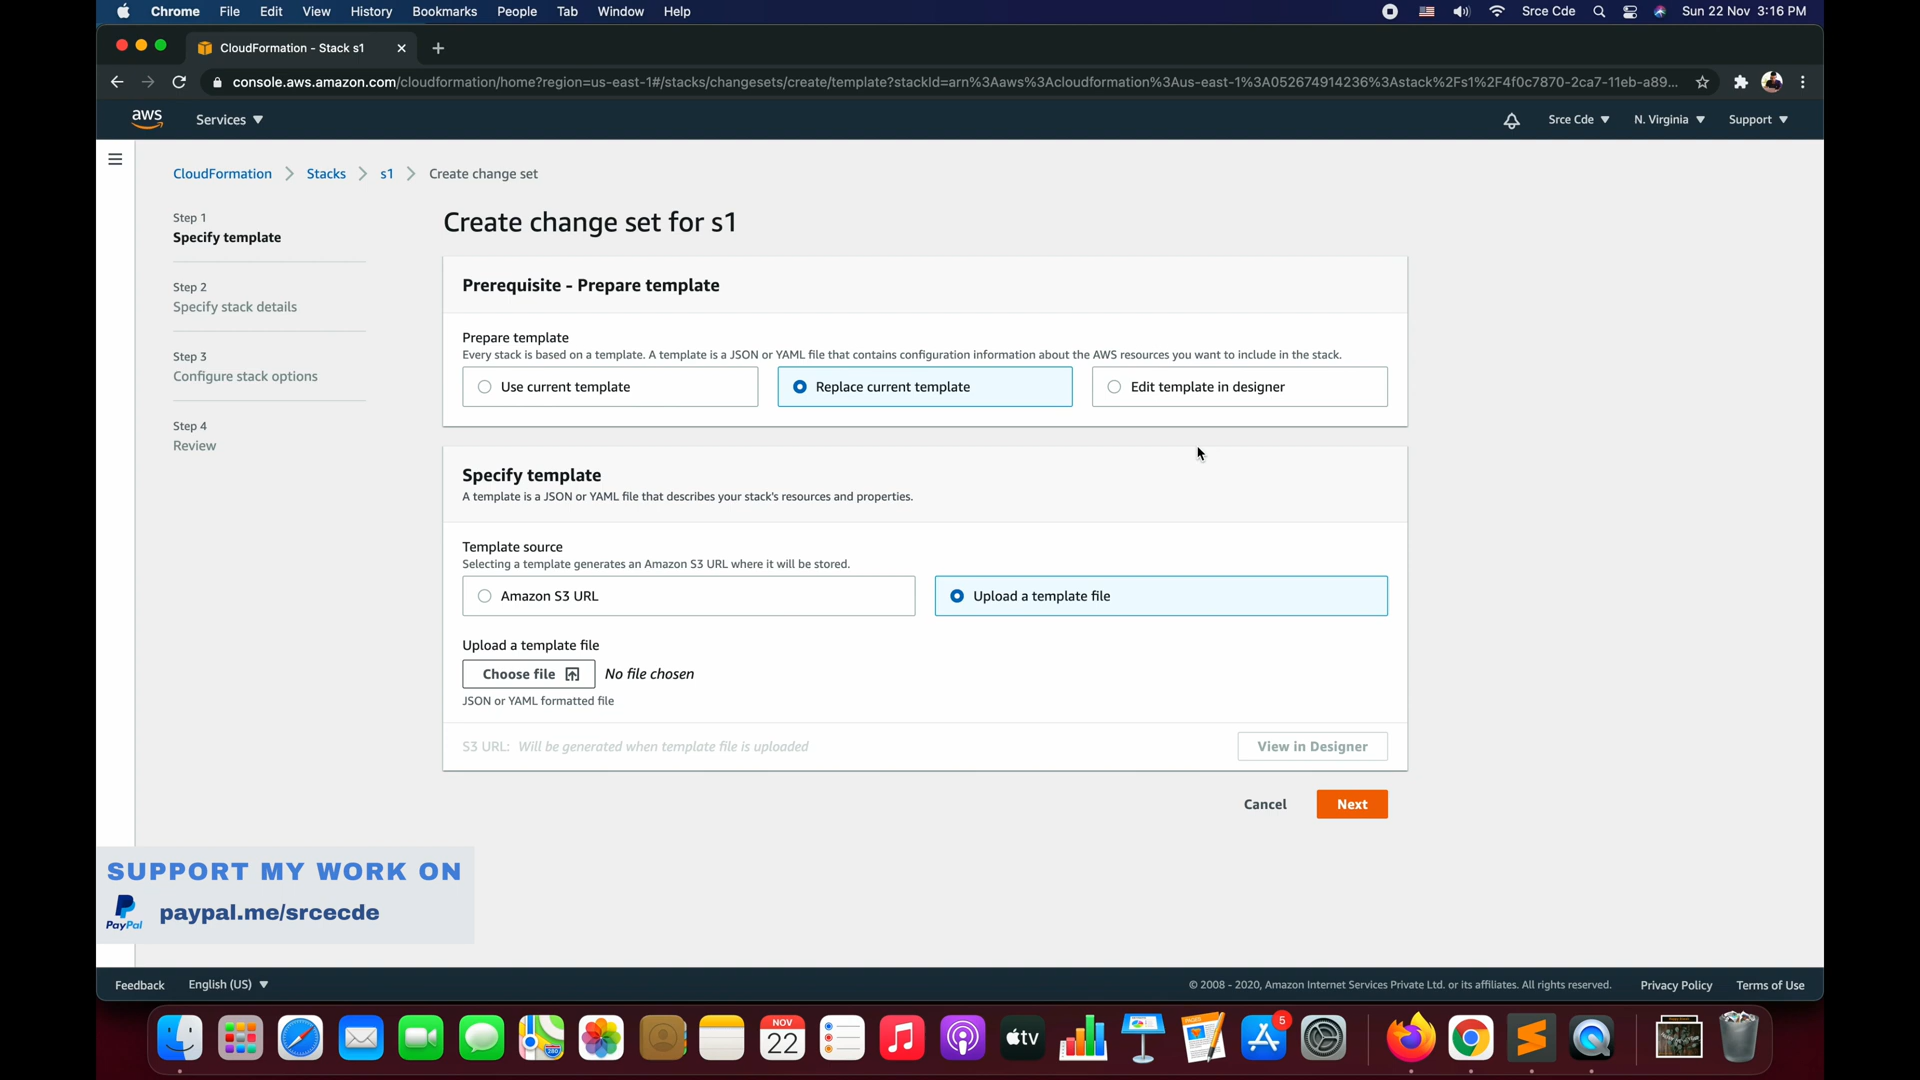 Chrome File Edit View History Bookmarks People Tab Window Help
Srce Cde Sun 22 Nov 3:16 PM
CloudFormation - Stack s1
console.aws.amazon.com/cloudformation/home?region=us-east-1#/stacks/changesets/create/template?stackId=arn%3Aaws%3Acloudformation%3Aus-east-1%3A052674914236%3Astack%2Fs1%2F4f0c7870-2ca7-11eb-a89...
aws Services Srce Cde N. Virginia Support
CloudFormation Stacks s1 Create change set
Step 1
Specify template
Step 2
Specify stack details
Step 3
Configure stack options
Step 4
Review
Create change set for s1
Prerequisite - Prepare template
Prepare template
Every stack is based on a template. A template is a JSON or YAML file that contains configuration information about the AWS resources you want to include in the stack.
Use current template Replace current template Edit template in designer
Specify template
A template is a JSON or YAML file that describes your stack's resources and properties.
Template source
Selecting a template generates an Amazon S3 URL where it will be stored.
Amazon S3 URL Upload a template file
Upload a template file
Choose file No file chosen
JSON or YAML formatted file
S3 URL: Will be generated when template file is uploaded View in Designer
Cancel Next
SUPPORT MY WORK ON
PayPal paypal.me/srcecde
Feedback English (US) © 2008 - 2020, Amazon Internet Services Private Ltd. or its affiliates. All rights reserved. Privacy Policy Terms of Use
NOV
22
tv
5
280
PAGES